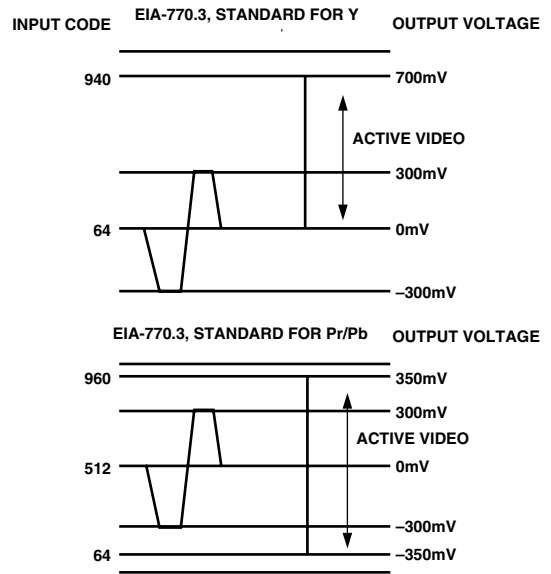 EIA-770.3, STANDARD FOR Y
INPUT CODE OUTPUT VOLTAGE
940 700mV
ACTIVE VIDEO
300mV
64 0mV
–300mV
EIA-770.3, STANDARD FOR Pr/Pb OUTPUT VOLTAGE
960 350mV
300mV
ACTIVE VIDEO
512 0mV
–300mV
64 –350mV